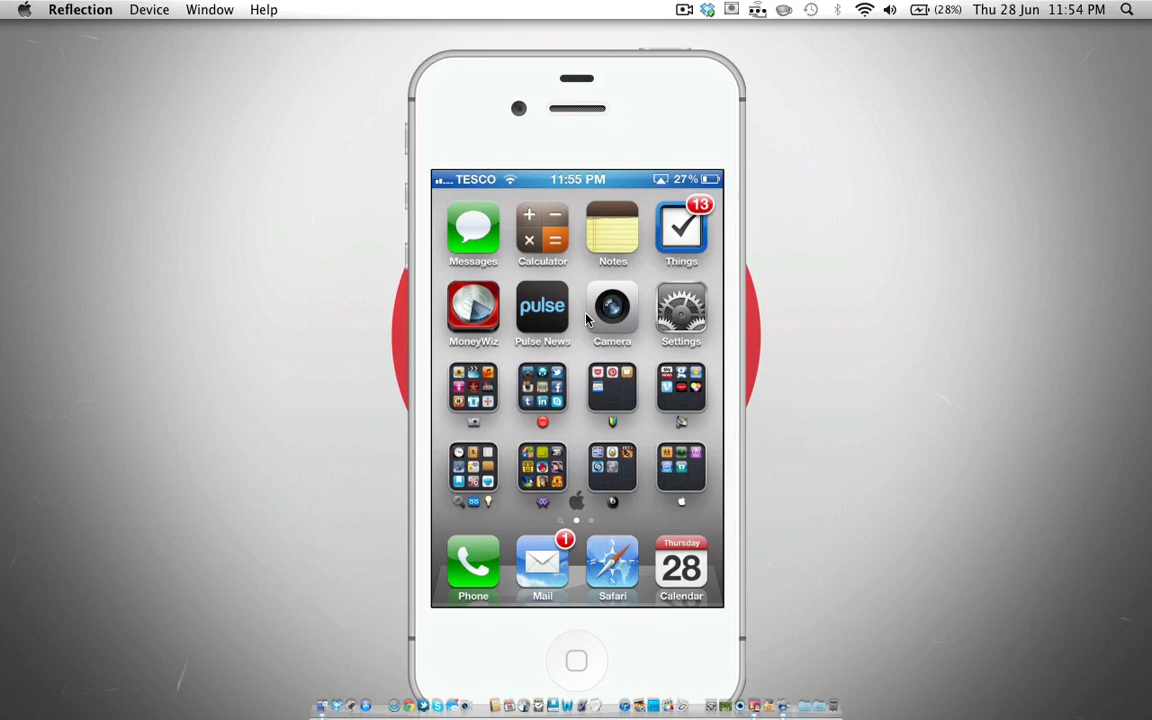 Reflection Device Window Help (28%) Thu 28 Jun 11:54 PM
TESCO 11:55 PM 27%
13
Messages Calculator Notes Things
pulse
MoneyWiz Pulse News Camera Settings
1
Thursday
28
Phone Mail Safari Calendar